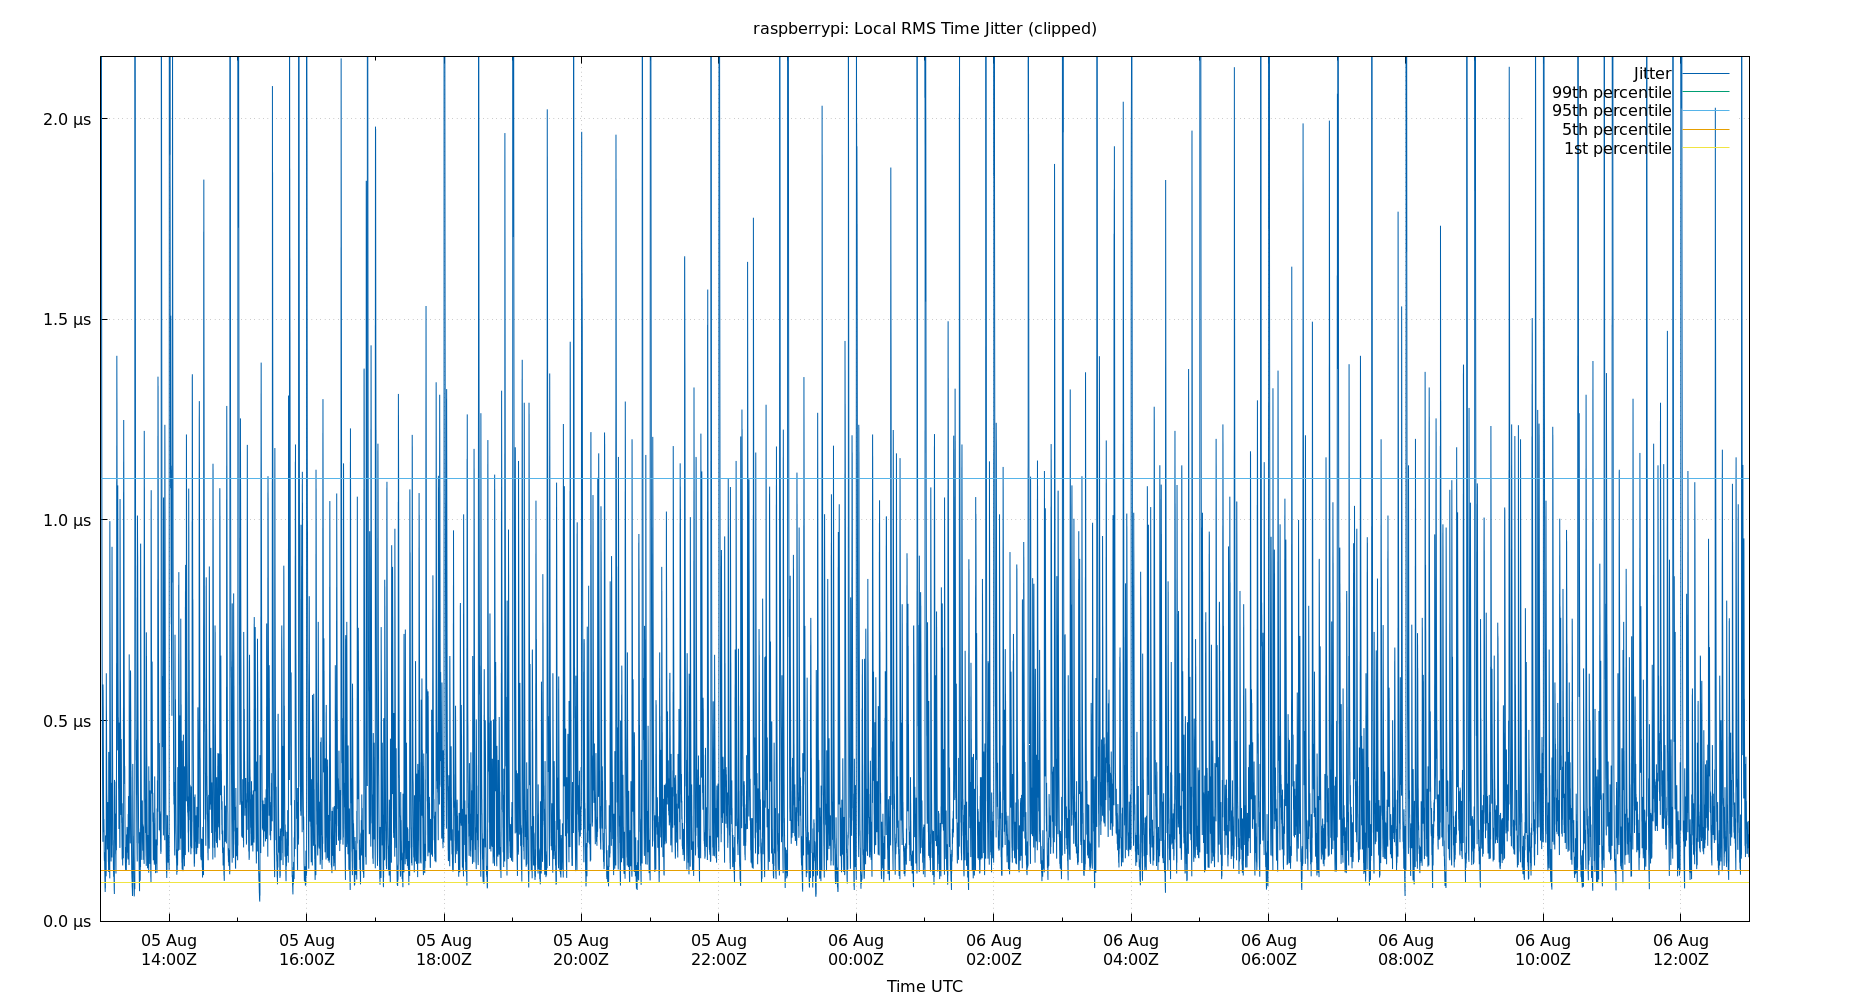 raspberrypi: Local RMS Time Jitter (clipped)
Jitter
99th percentile
95th percentile
5th percentile
1st percentile
2.0 µs
1.5 µs
1.0 µs
0.5 µs
0.0 µs
05 Aug 05 Aug 05 Aug 05 Aug 05 Aug 06 Aug 06 Aug 06 Aug 06 Aug 06 Aug 06 Aug 06 Aug
14:00Z 16:00Z 18:00Z 20:00Z 22:00Z 00:00Z 02:00Z 04:00Z 06:00Z 08:00Z 10:00Z 12:00Z
Time UTC